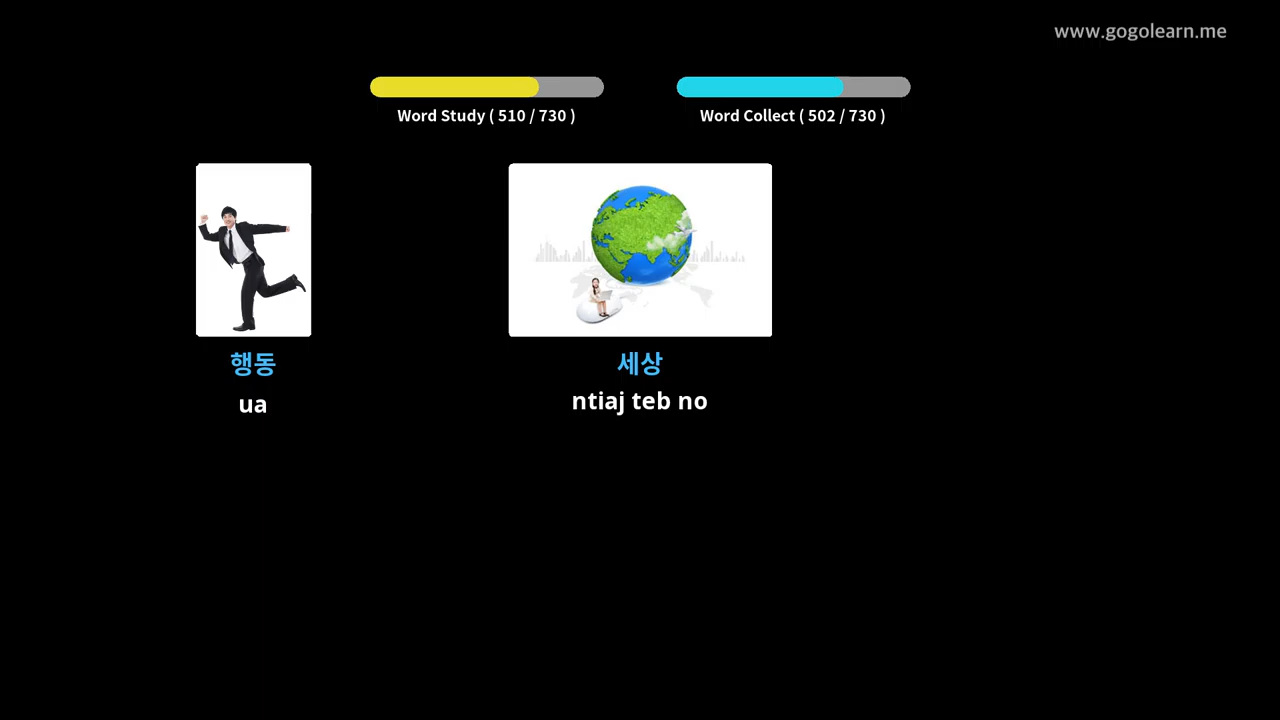 www.gogolearn.me
Word Study ( 510 / 730 )
Word Collect ( 502 / 730 )
행동
ua
세상
ntiaj teb no